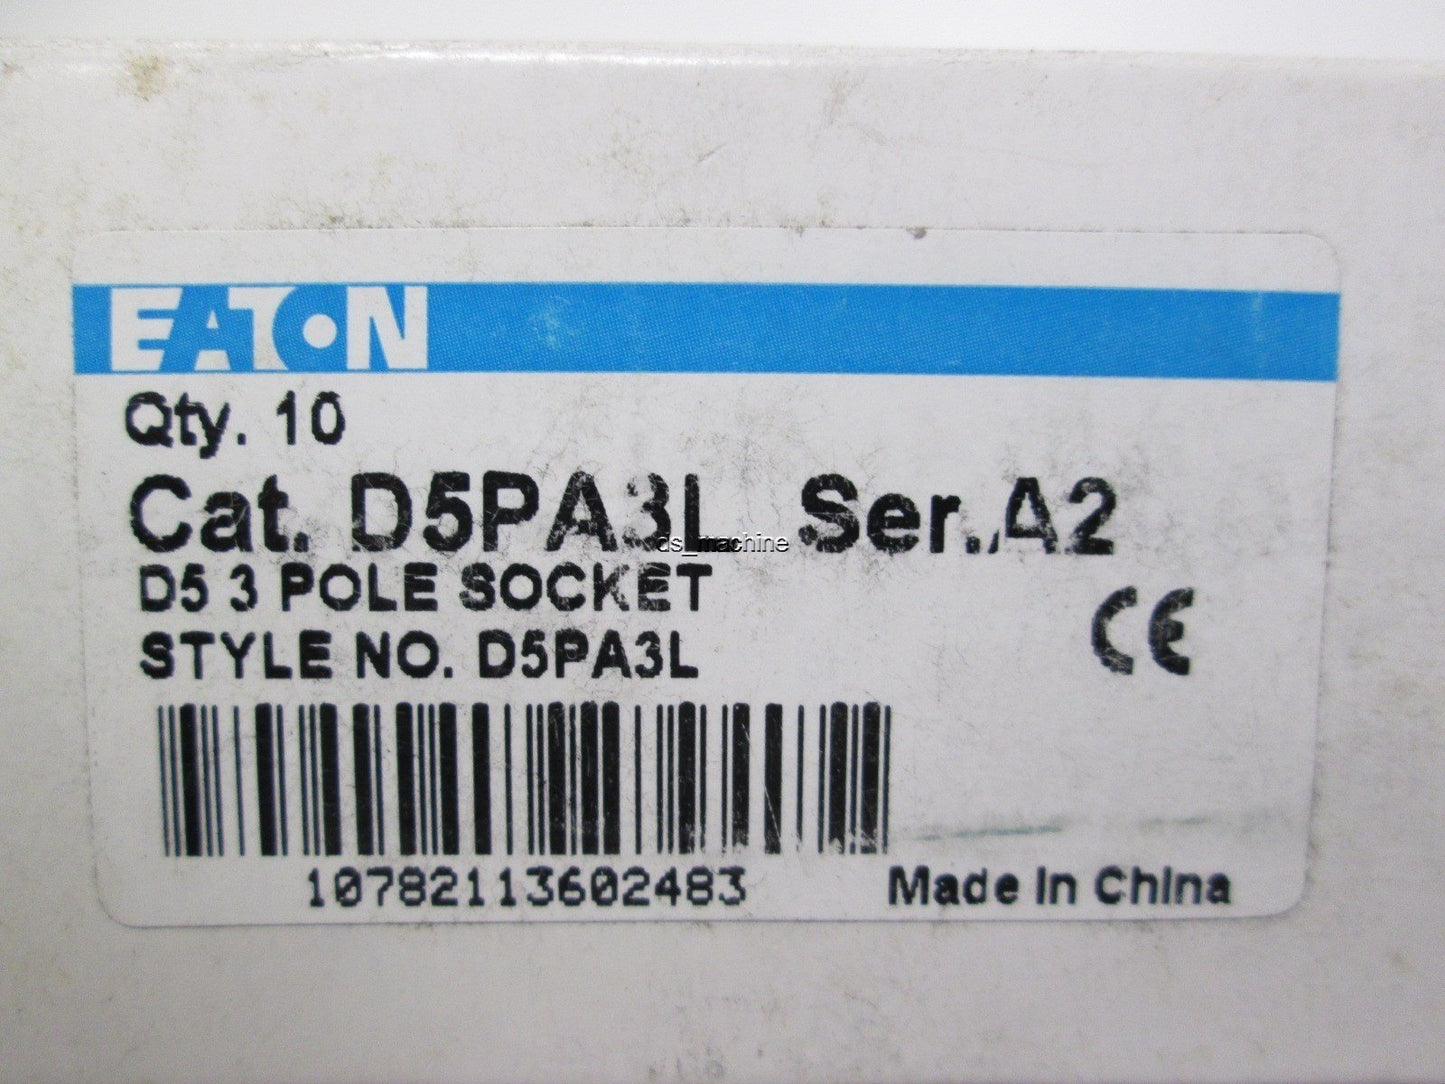 EATON
Qty. 10
Cat. D5PA3L Ser. A2
ds_machine
D5 3 POLE SOCKET
CE
STYLE NO. D5PA3L
10782113602483
Made In China